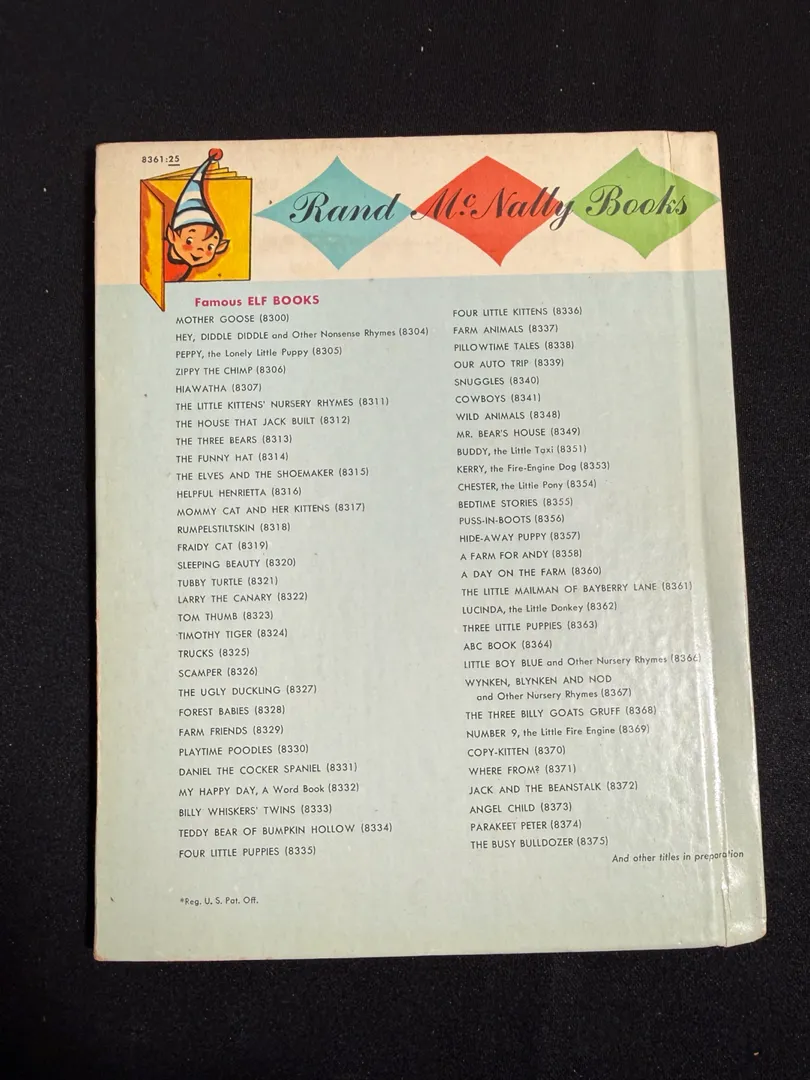 8361:25
Rand McNally Books
Famous ELF BOOKS
MOTHER GOOSE (8300)
HEY, DIDDLE DIDDLE and Other Nonsense Rhymes (8304)
PEPPY, the Lonely Little Puppy (8305)
ZIPPY THE CHIMP (8306)
HIAWATHA (8307)
THE LITTLE KITTENS' NURSERY RHYMES (8311)
THE HOUSE THAT JACK BUILT (8312)
THE THREE BEARS (8313)
THE FUNNY HAT (8314)
THE ELVES AND THE SHOEMAKER (8315)
HELPFUL HENRIETTA (8316)
MOMMY CAT AND HER KITTENS (8317)
RUMPELSTILTSKIN (8318)
FRAIDY CAT (8319)
SLEEPING BEAUTY (8320)
TUBBY TURTLE (8321)
LARRY THE CANARY (8322)
TOM THUMB (8323)
TIMOTHY TIGER (8324)
TRUCKS (8325)
SCAMPER (8326)
THE UGLY DUCKLING (8327)
FOREST BABIES (8328)
FARM FRIENDS (8329)
PLAYTIME POODLES (8330)
DANIEL THE COCKER SPANIEL (8331)
MY HAPPY DAY, A Word Book (8332)
BILLY WHISKERS' TWINS (8333)
TEDDY BEAR OF BUMPKIN HOLLOW (8334)
FOUR LITTLE PUPPIES (8335)
FOUR LITTLE KITTENS (8336)
FARM ANIMALS (8337)
PILLOWTIME TALES (8338)
OUR AUTO TRIP (8339)
SNUGGLES (8340)
COWBOYS (8341)
WILD ANIMALS (8348)
MR. BEAR'S HOUSE (8349)
BUDDY, the Little Taxi (8351)
KERRY, the Fire-Engine Dog (8353)
CHESTER, the Little Pony (8354)
BEDTIME STORIES (8355)
PUSS-IN-BOOTS (8356)
HIDE-AWAY PUPPY (8357)
A FARM FOR ANDY (8358)
A DAY ON THE FARM (8360)
THE LITTLE MAILMAN OF BAYBERRY LANE (8361)
LUCINDA, the Little Donkey (8362)
THREE LITTLE PUPPIES (8363)
ABC BOOK (8364)
LITTLE BOY BLUE and Other Nursery Rhymes (8366)
WYNKEN, BLYNKEN AND NOD
and Other Nursery Rhymes (8367)
THE THREE BILLY GOATS GRUFF (8368)
NUMBER 9, the Little Fire Engine (8369)
COPY-KITTEN (8370)
WHERE FROM? (8371)
JACK AND THE BEANSTALK (8372)
ANGEL CHILD (8373)
PARAKEET PETER (8374)
THE BUSY BULLDOZER (8375)
And other titles in preparation
*Reg. U. S. Pat. Off.